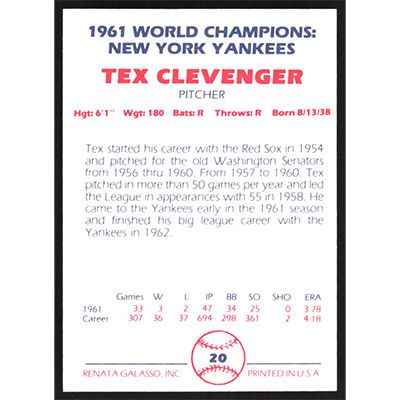 1961 WORLD CHAMPIONS:
NEW YORK YANKEES
TEX CLEVENGER
PITCHER
Hgt: 6'1" Wgt: 180 Bats: R Throws: R Born 8/13/38
Tex started his career with the Red Sox in 1954
and pitched for the old Washington Senators
from 1956 thru 1960. From 1957 to 1960. Tex
pitched in more than 50 games per year and led
the League in appearances with 55 in 1958. He
came to the Yankees early in the 1961 season
and finished his big league career with the
Yankees in 1962.
Games W L IP BB SO SHO ERA
1961 33 3 2 47 34 25 0 3.78
Career 307 36 37 694 298 361 2 4.18
20
RENATA GALASSO, INC PRINTED IN U.S.A.